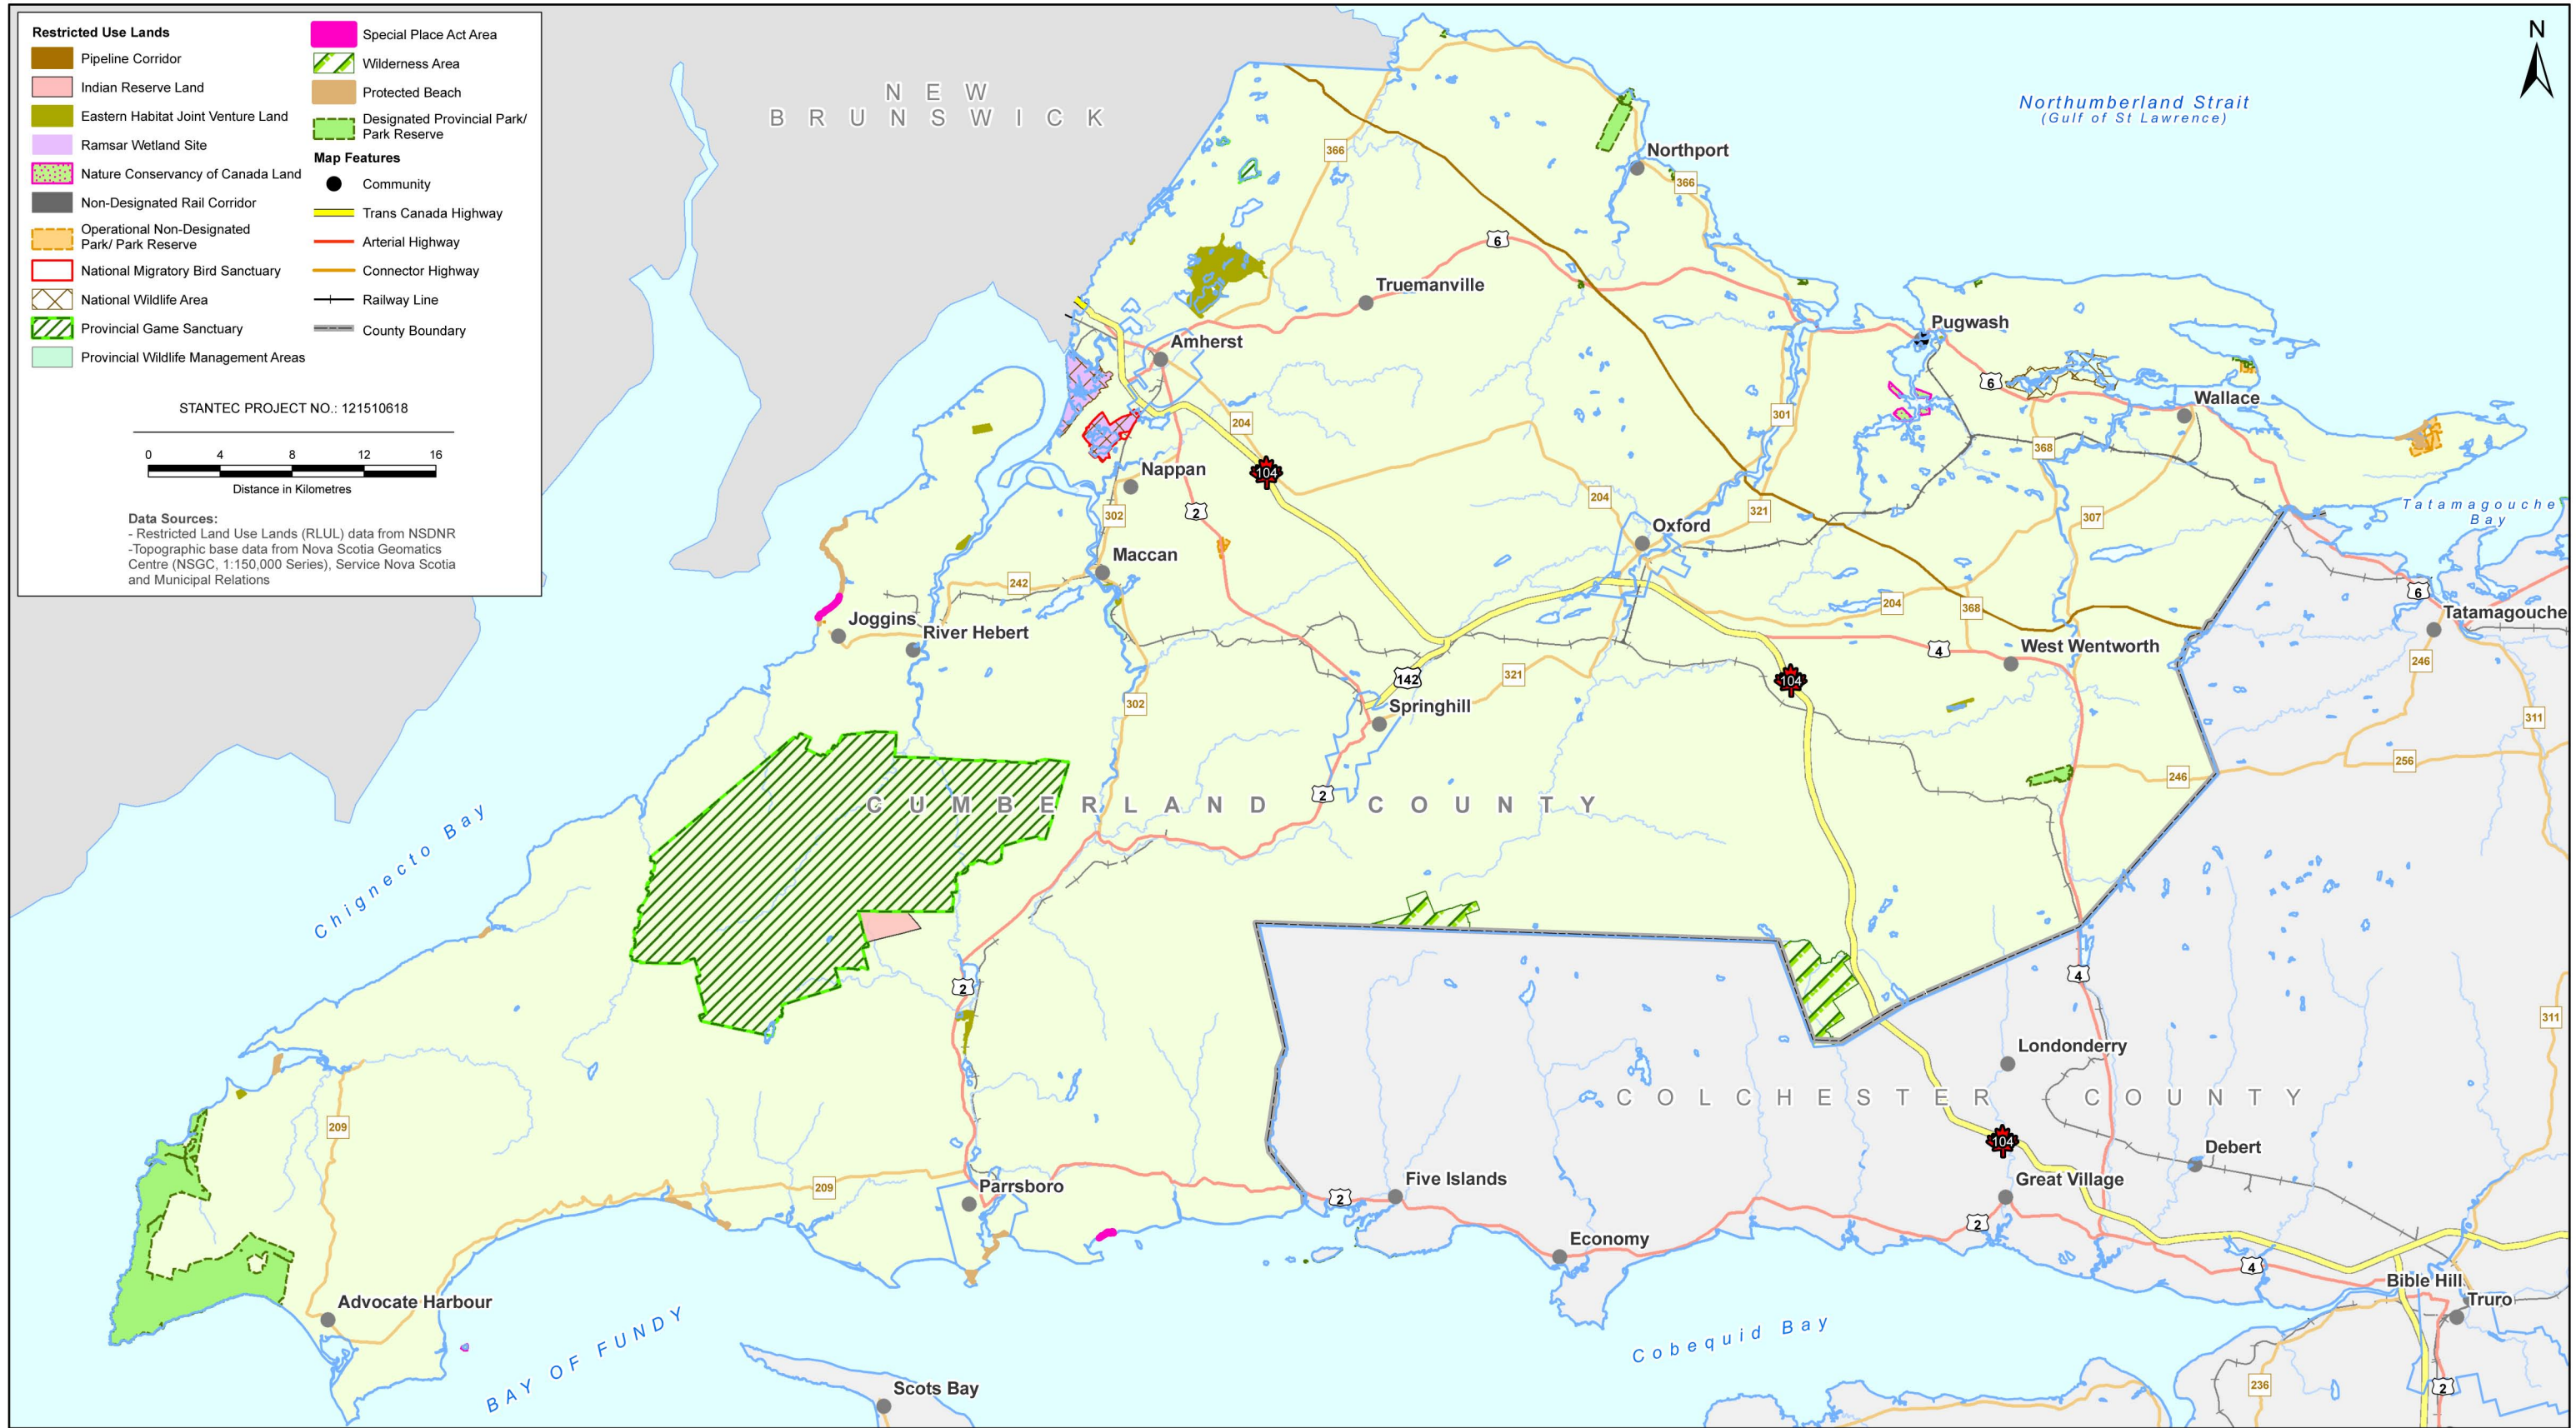 Restricted Use Lands
Pipeline Corridor
Indian Reserve Land
Eastern Habitat Joint Venture Land
Ramsar Wetland Site
Nature Conservancy of Canada Land
Non-Designated Rail Corridor
Operational Non-Designated
Park/ Park Reserve
National Migratory Bird Sanctuary
National Wildlife Area
Provincial Game Sanctuary
Provincial Wildlife Management Areas
Special Place Act Area
Wilderness Area
Protected Beach
Designated Provincial Park/
Park Reserve
Map Features
Community
Trans Canada Highway
Arterial Highway
Connector Highway
Railway Line
County Boundary
STANTEC PROJECT NO.: 121510618
0 4 8 12 16
Distance in Kilometres
Data Sources:
- Restricted Land Use Lands (RLUL) data from NSDNR
-Topographic base data from Nova Scotia Geomatics
Centre (NSGC, 1:150,000 Series), Service Nova Scotia
and Municipal Relations
N
NEW
BRUNSWICK
Northumberland Strait
(Gulf of St Lawrence)
366
Northport
366
6
Truemanville
Pugwash
Amherst
6
Wallace
204
301
368
104
Nappan
204
302
2
321
307
Tatamagouche
Bay
Oxford
Maccan
242
6
204
368
Tatamagouche
Joggins
River Hebert
4
West Wentworth
246
142
321
104
302
Springhill
311
256
246
2
CUMBERLAND COUNTY
Chignecto Bay
2
4
311
Londonderry
COLCHESTER COUNTY
209
104
Debert
209
Parrsboro
2
Five Islands
Great Village
2
Economy
4
Bible Hill
Truro
Advocate Harbour
BAY OF FUNDY
Cobequid Bay
Scots Bay
236
2